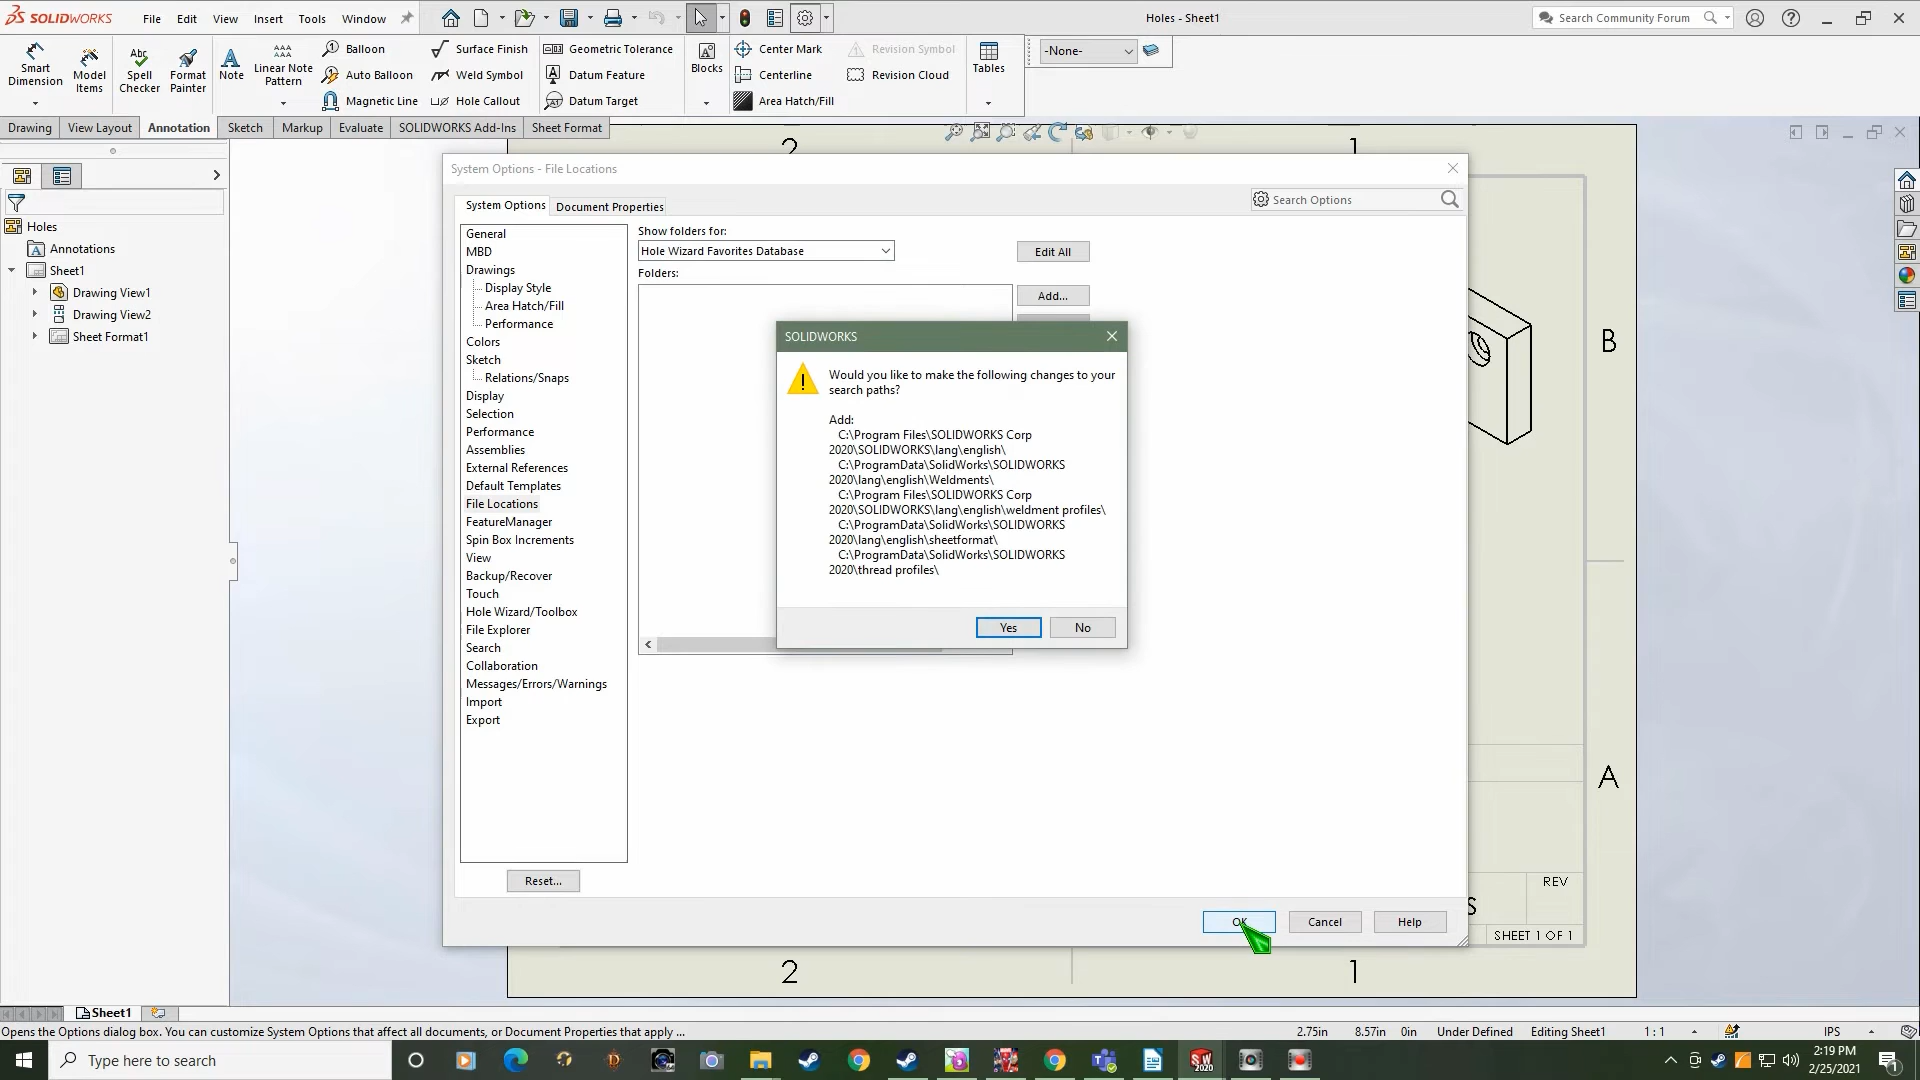 SOLIDWORKS File Edit View Insert Tools Window Holes - Sheet1 Search Community Forum
Smart Dimension
Model Items
Spell Checker
Format Painter
Note
Linear Note Pattern
Balloon
Auto Balloon
Magnetic Line
Surface Finish
Weld Symbol
Hole Callout
Geometric Tolerance
Datum Feature
Datum Target
Blocks
Center Mark
Centerline
Area Hatch/Fill
Revision Symbol
Revision Cloud
Tables
-None-
Drawing View Layout Annotation Sketch Markup Evaluate SOLIDWORKS Add-Ins Sheet Format
Holes
Annotations
Sheet1
Drawing View1
Drawing View2
Sheet Format1
2 1
System Options - File Locations
System Options Document Properties
Search Options
General
MBD
Drawings
Display Style
Area Hatch/Fill
Performance
Colors
Sketch
Relations/Snaps
Display
Selection
Performance
Assemblies
External References
Default Templates
File Locations
FeatureManager
Spin Box Increments
View
Backup/Recover
Touch
Hole Wizard/Toolbox
File Explorer
Search
Collaboration
Messages/Errors/Warnings
Import
Export
Reset...
Show folders for:
Hole Wizard Favorites Database
Edit All
Folders:
Add...
SOLIDWORKS
Would you like to make the following changes to your
search paths?
Add:
C:\Program Files\SOLIDWORKS Corp
2020\SOLIDWORKS\lang\english\
C:\ProgramData\SolidWorks\SOLIDWORKS
2020\lang\english\Weldments\
C:\Program Files\SOLIDWORKS Corp
2020\SOLIDWORKS\lang\english\weldment profiles\
C:\ProgramData\SolidWorks\SOLIDWORKS
2020\lang\english\sheetformat\
C:\ProgramData\SolidWorks\SOLIDWORKS
2020\thread profiles\
Yes No
OK Cancel Help
B
A
REV
S
SHEET 1 OF 1
2 1
Sheet1
Opens the Options dialog box. You can customize System Options that affect all documents, or Document Properties that apply ...
2.75in 8.57in 0in Under Defined Editing Sheet1 1 : 1 IPS
Type here to search
SW 2020
2:19 PM
2/25/2021
1